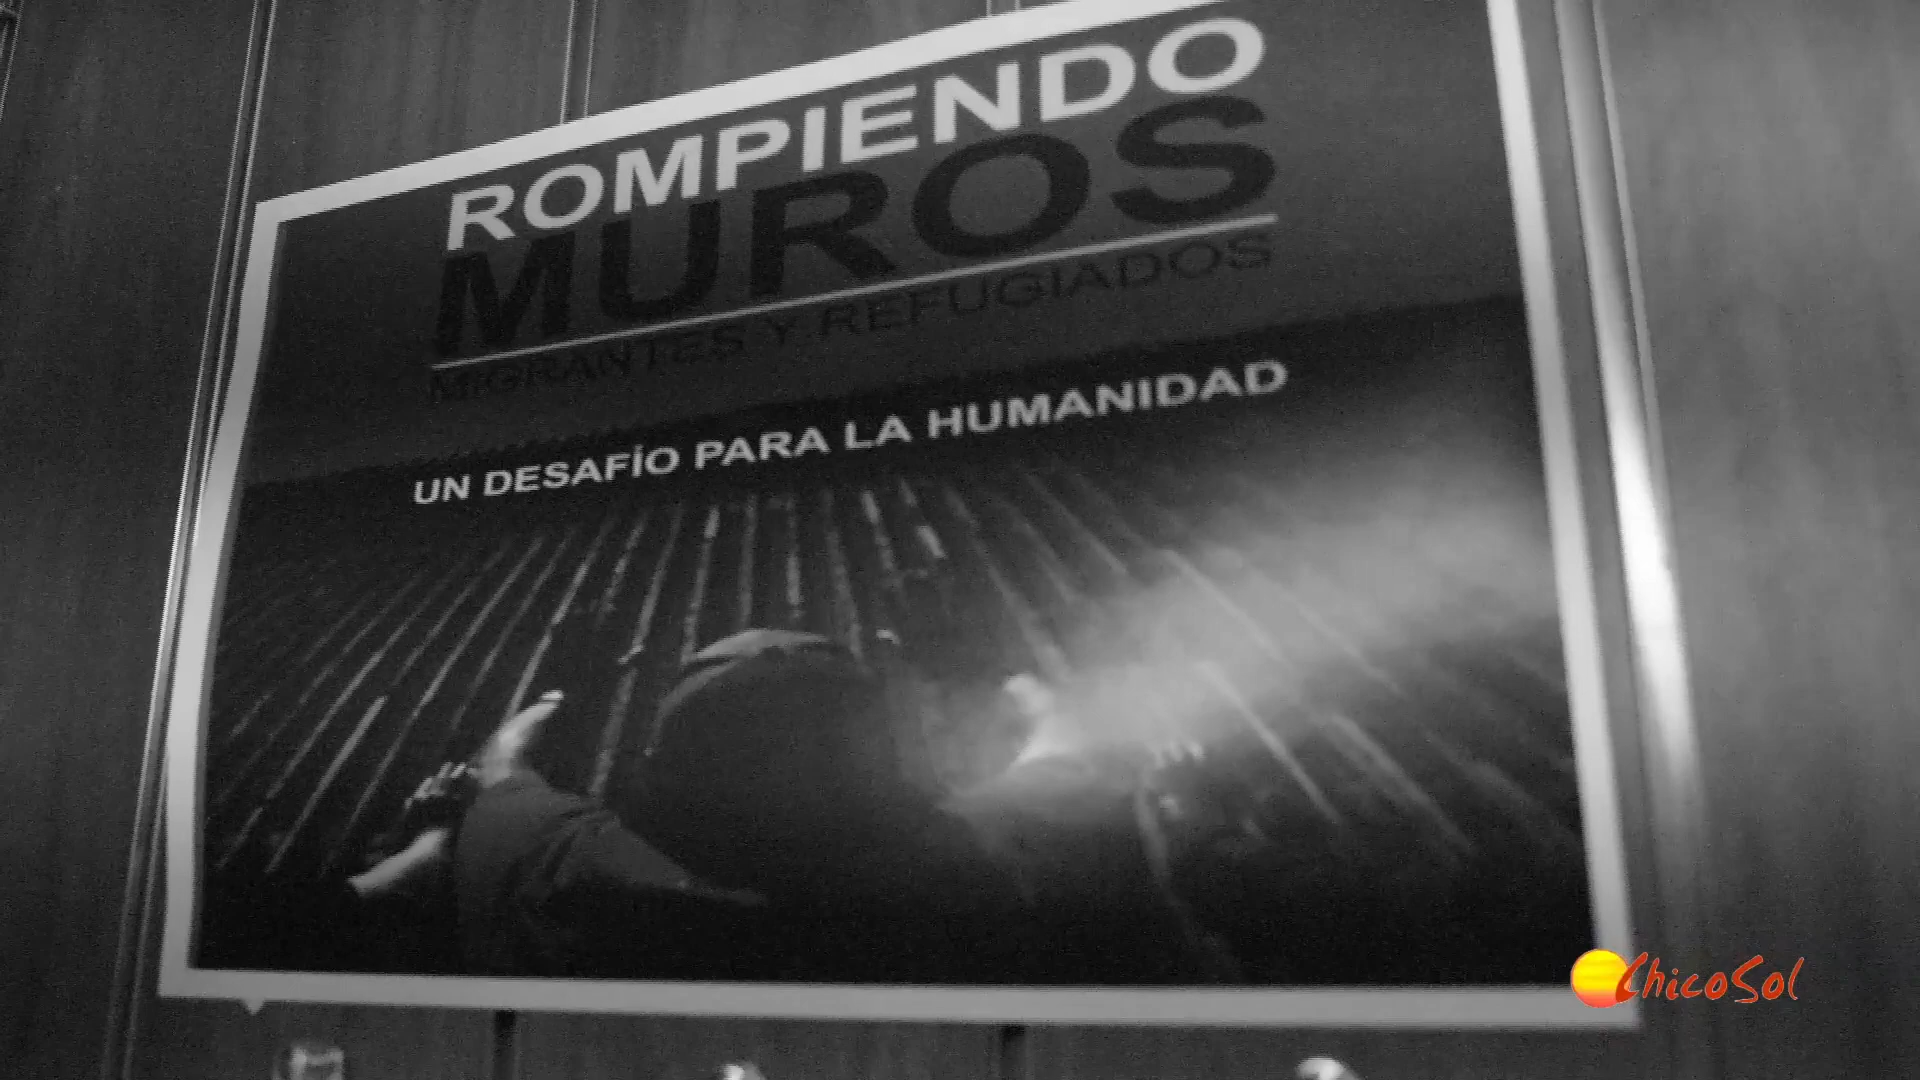 ROMPIENDO
MUROS
MIGRANTES Y REFUGIADOS
UN DESAFÍO PARA LA HUMANIDAD
ChicoSol